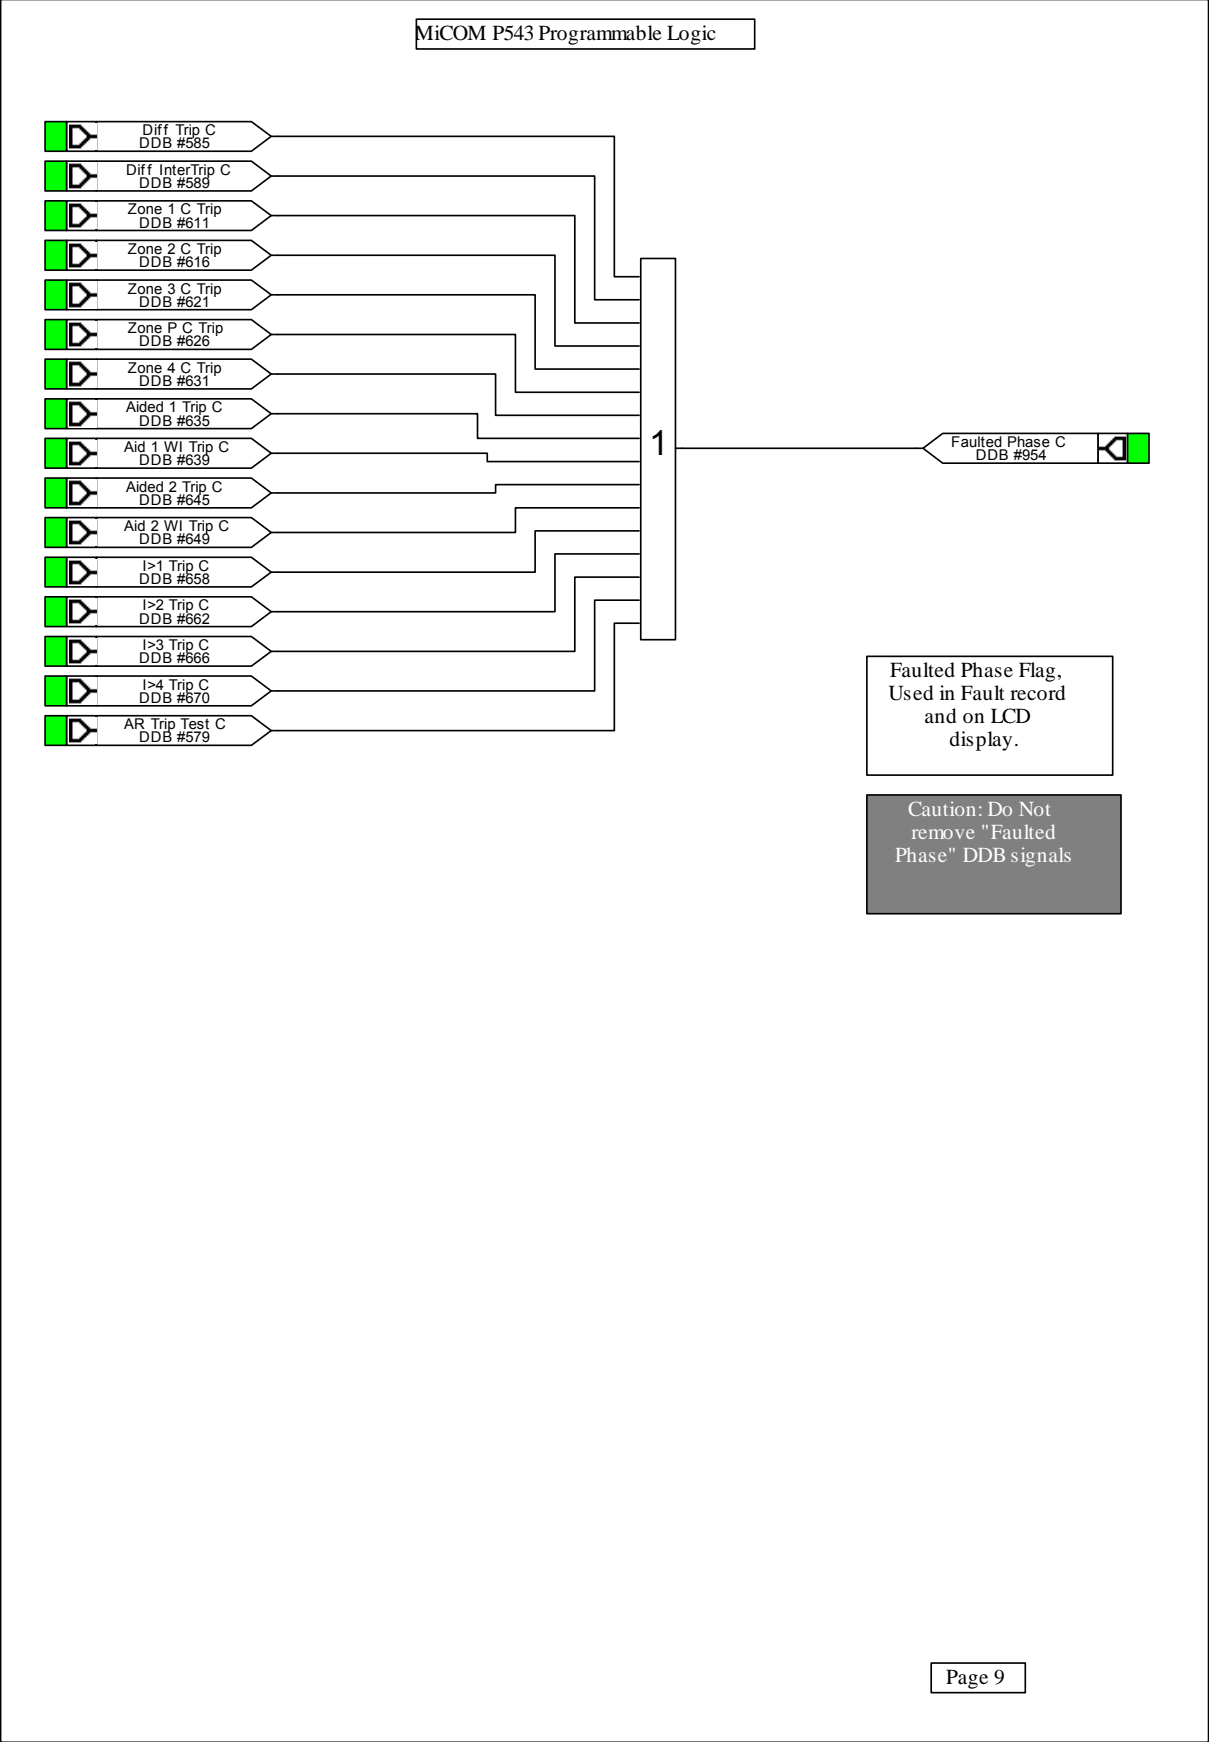 MiCOM P543 Programmable Logic
Diff Trip C
DDB #585
Diff InterTrip C
DDB #589
Zone 1 C Trip
DDB #611
Zone 2 C Trip
DDB #616
Zone 3 C Trip
DDB #621
Zone P C Trip
DDB #626
Zone 4 C Trip
DDB #631
Aided 1 Trip C
DDB #635
Aid 1 WI Trip C
DDB #639
Aided 2 Trip C
DDB #645
Aid 2 WI Trip C
DDB #649
I>1 Trip C
DDB #658
I>2 Trip C
DDB #662
I>3 Trip C
DDB #666
I>4 Trip C
DDB #670
AR Trip Test C
DDB #579
1
Faulted Phase C
DDB #954
Faulted Phase Flag,
Used in Fault record
and on LCD
display.
Caution: Do Not
remove "Faulted
Phase" DDB signals
Page 9